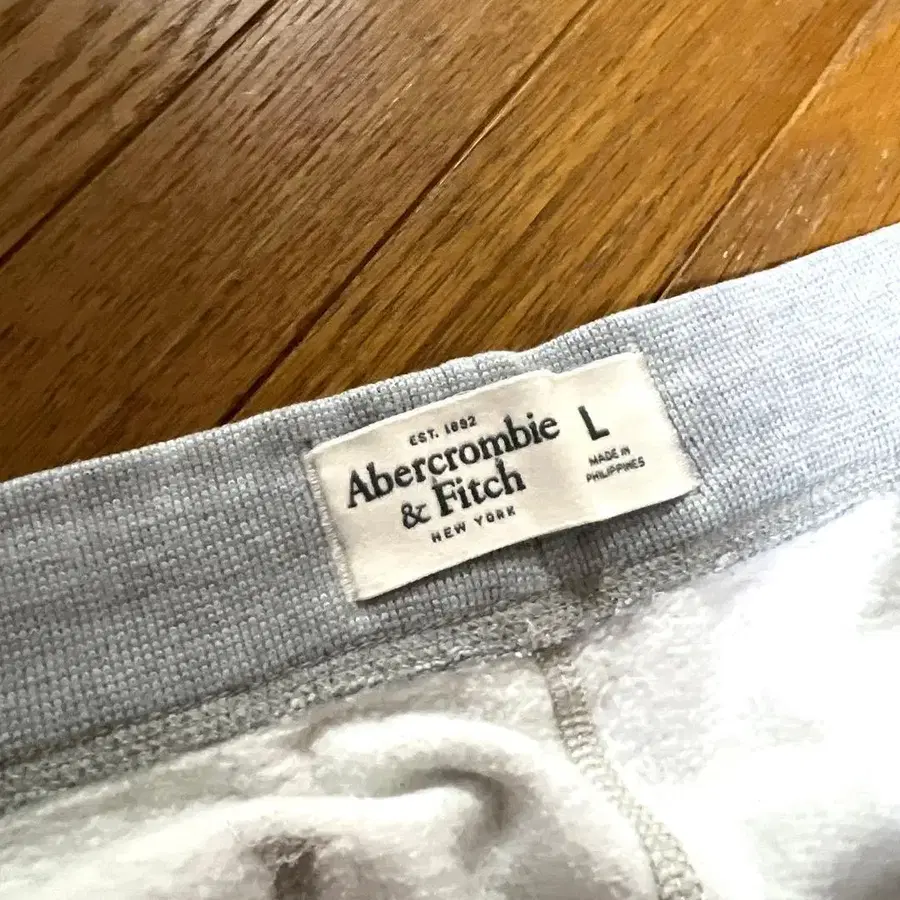 EST. 1892
Abercrombie
& Fitch
NEW YORK
L
MADE IN
PHILIPPINES